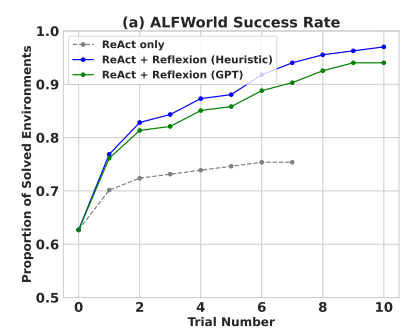 (a) ALFWorld Success Rate
1.0
0.9
0.8
0.7
0.6
0.5
Proportion of Solved Environments
ReAct only
ReAct + Reflexion (Heuristic)
ReAct + Reflexion (GPT)
0 2 4 6 8 10
Trial Number